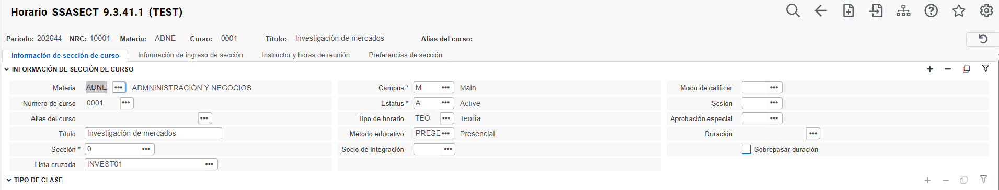 Horario SSASECT 9.3.41.1 (TEST)
Periodo: 202644 NRC: 10001 Materia: ADNE Curso: 0001 Título: Investigación de mercados Alias del curso:
Información de sección de curso Información de ingreso de sección Instructor y horas de reunión Preferencias de sección
INFORMACIÓN DE SECCIÓN DE CURSO
Materia ADNE ADMNINISTRACIÓN Y NEGOCIOS Campus * M Main Modo de calificar
Número de curso 0001 Estatus * A Active Sesión
Alias del curso Tipo de horario TEO Teoría Aprobación especial
Título Investigación de mercados Método educativo PRESE Presencial Duración
Sección * 0 Socio de integración Sobrepasar duración
Lista cruzada INVEST01
TIPO DE CLASE